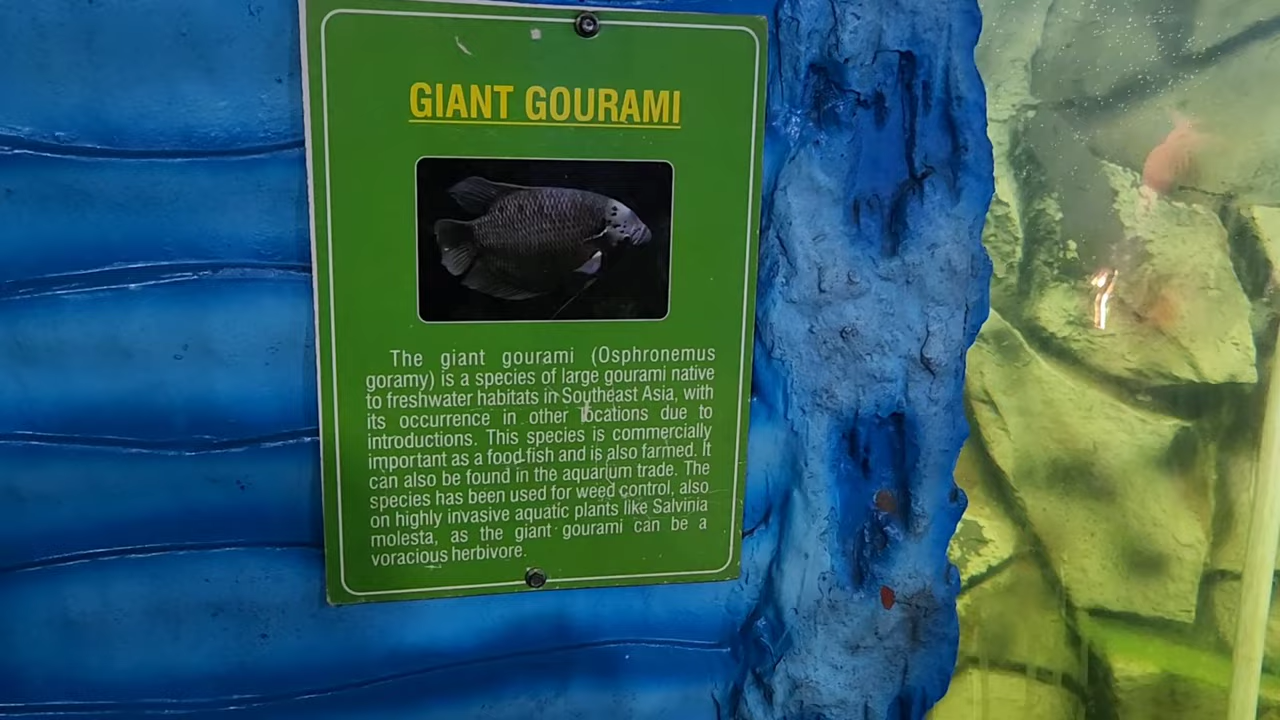 GIANT GOURAMI
The giant gourami (Osphronemus
goramy) is a species of large gourami native
to freshwater habitats in Southeast Asia, with
its occurrence in other locations due to
introductions. This species is commercially
important as a food fish and is also farmed. It
can also be found in the aquarium trade. The
species has been used for weed control, also
on highly invasive aquatic plants like Salvinia
molesta, as the giant gourami can be a
voracious herbivore.